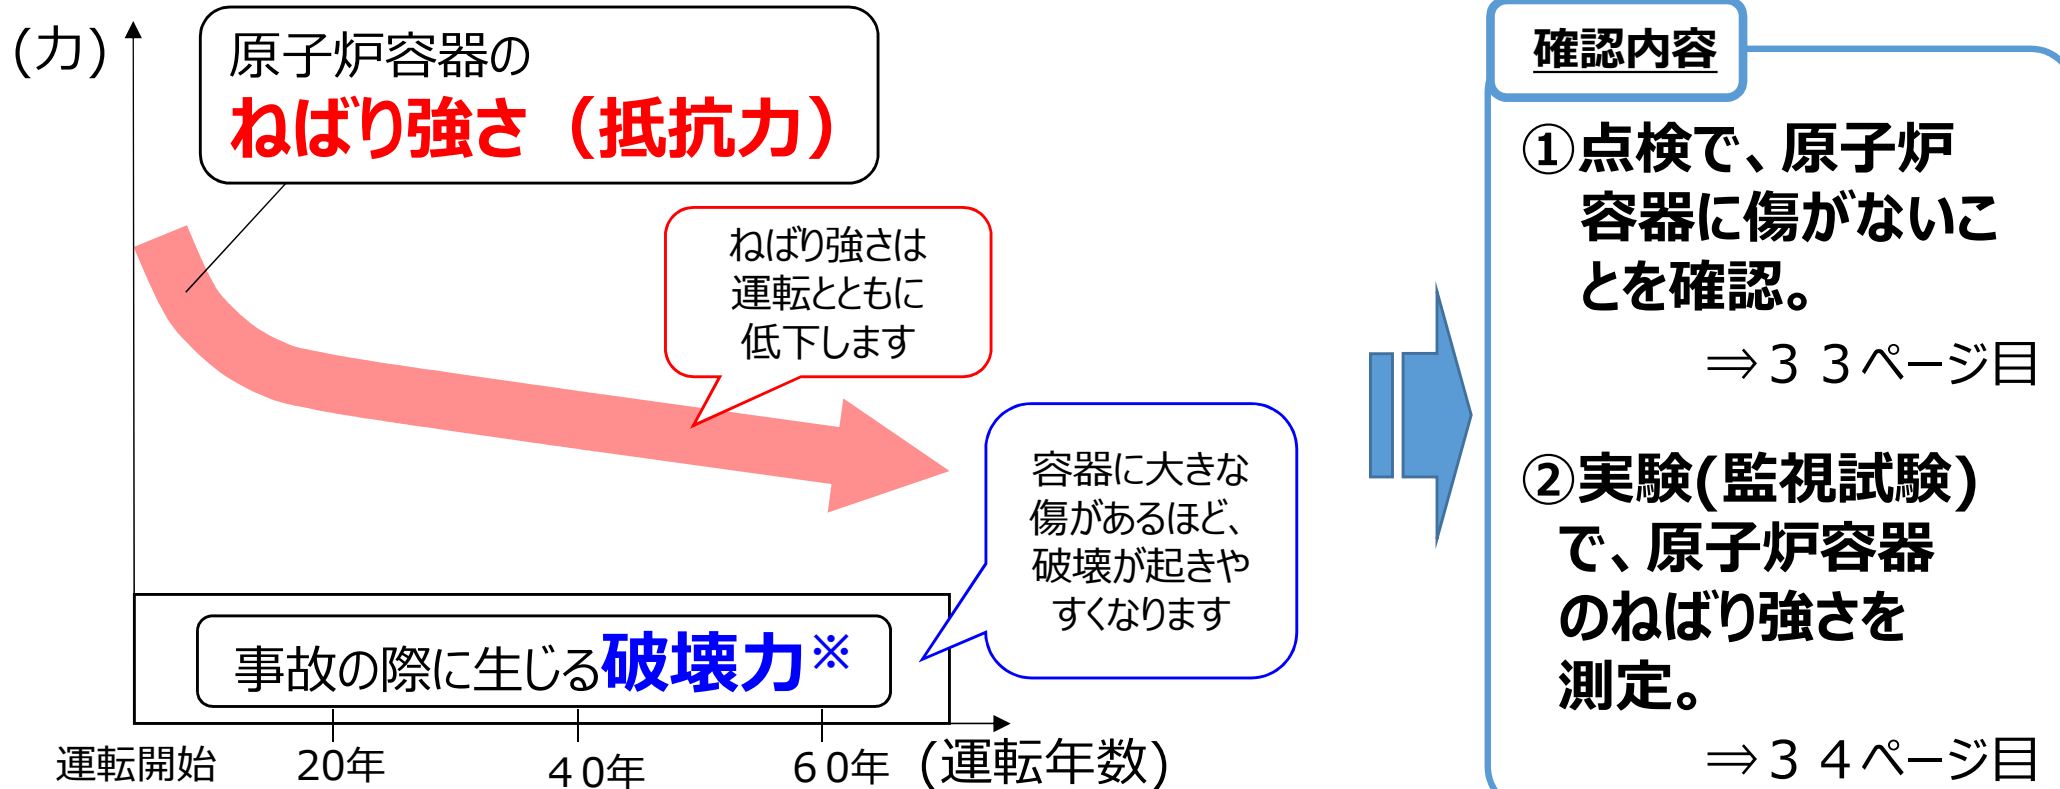 (力)
原子炉容器の
ねばり強さ（抵抗力）
ねばり強さは
運転とともに
低下します
容器に大きな
傷があるほど、
破壊が起きや
すくなります
事故の際に生じる破壊力※
運転開始
20年
４０年
６０年
(運転年数)
確認内容
①点検で、原子炉
容器に傷がないこ
とを確認。
⇒３３ページ目
②実験(監視試験)
で、原子炉容器
のねばり強さを
測定。
⇒３４ページ目